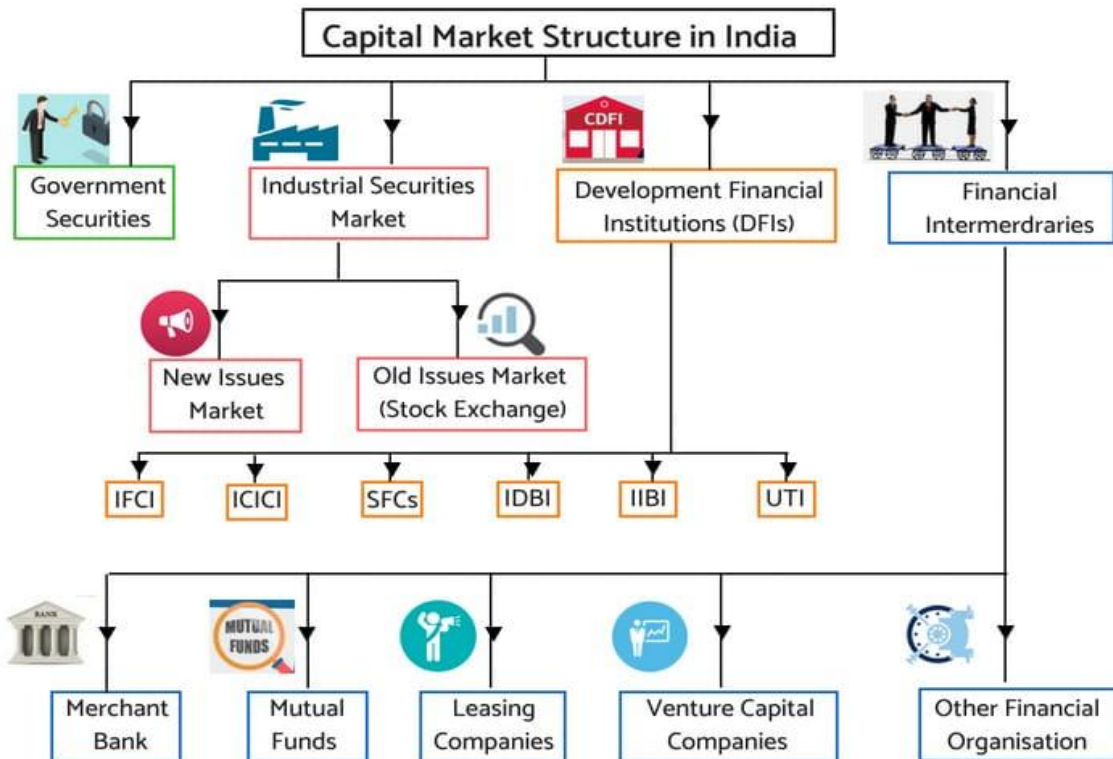 Capital Market Structure in India
CDFI
Government
Securities
Industrial Securities
Market
Development Financial
Institutions (DFIs)
Financial
Intermerdraries
New Issues
Market
Old Issues Market
(Stock Exchange)
IFCI
ICICI
SFCs
IDBI
IIBI
UTI
BANK
MUTUAL
FUNDS
Merchant
Bank
Mutual
Funds
Leasing
Companies
Venture Capital
Companies
Other Financial
Organisation